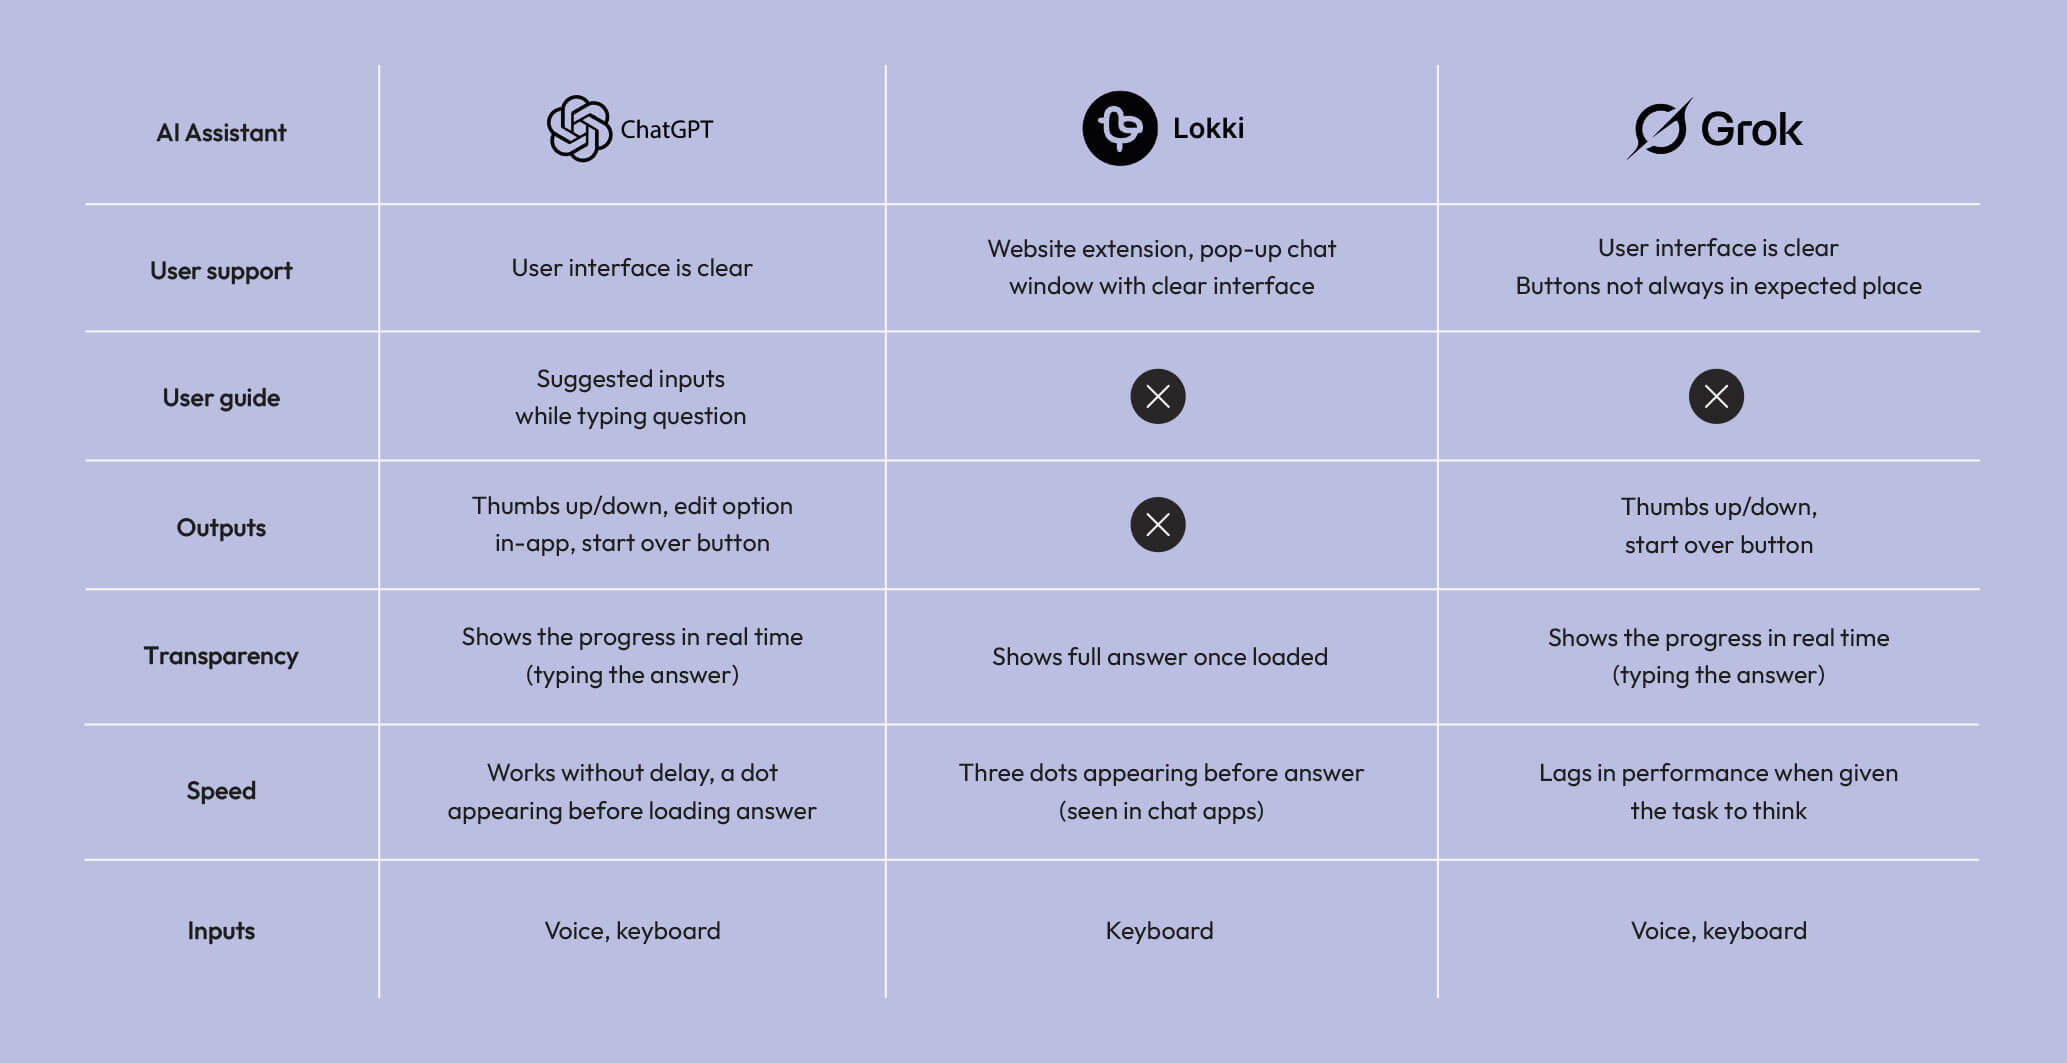 AI Assistant
ChatGPT
Lokki
Grok
User support
User interface is clear
Website extension, pop-up chat
window with clear interface
User interface is clear
Buttons not always in expected place
User guide
Suggested inputs
while typing question
Outputs
Thumbs up/down, edit option
in-app, start over button
Thumbs up/down,
start over button
Transparency
Shows the progress in real time
(typing the answer)
Shows full answer once loaded
Shows the progress in real time
(typing the answer)
Speed
Works without delay, a dot
appearing before loading answer
Three dots appearing before answer
(seen in chat apps)
Lags in performance when given
the task to think
Inputs
Voice, keyboard
Keyboard
Voice, keyboard